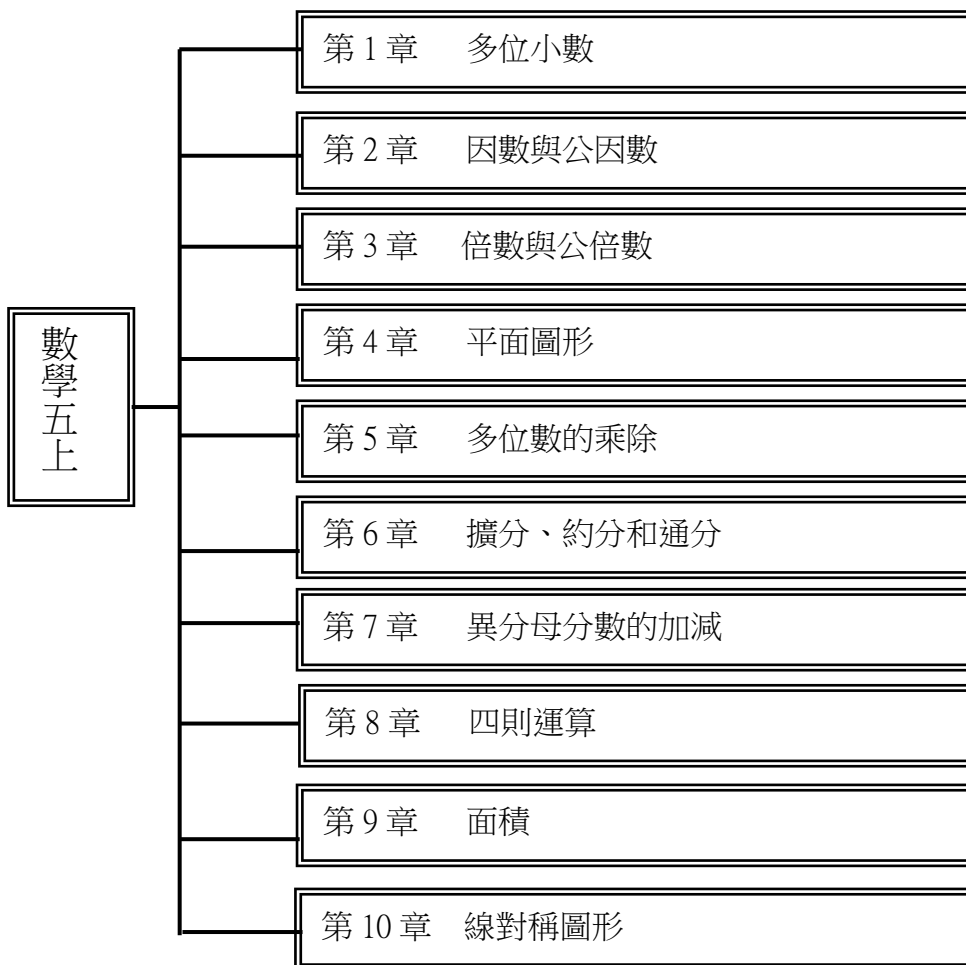 數學五上
第 1 章 多位小數
第 2 章 因數與公因數
第 3 章 倍數與公倍數
第 4 章 平面圖形
第 5 章 多位數的乘除
第 6 章 擴分、約分和通分
第 7 章 異分母分數的加減
第 8 章 四則運算
第 9 章 面積
第 10 章 線對稱圖形